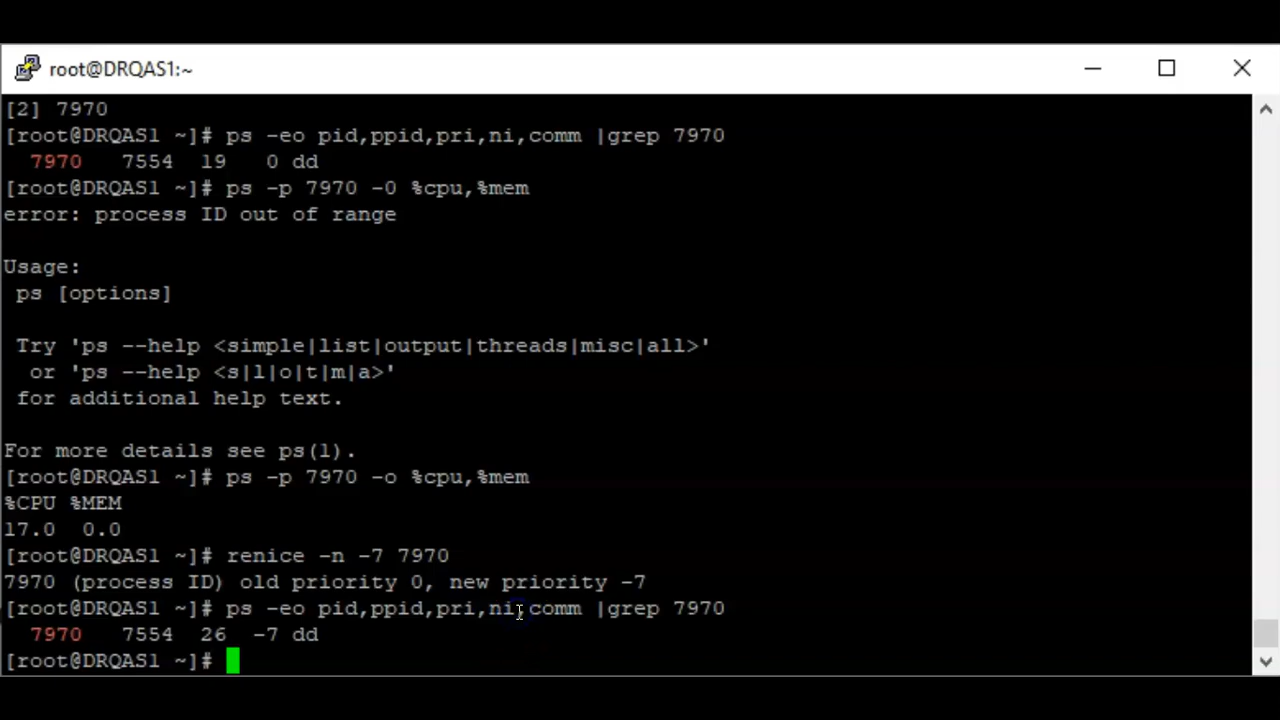 root@DRQAS1:~
[2] 7970
[root@DRQAS1 ~]# ps -eo pid,ppid,pri,ni,comm |grep 7970
  7970   7554  19   0 dd
[root@DRQAS1 ~]# ps -p 7970 -0 %cpu,%mem
error: process ID out of range
Usage:
 ps [options]
 Try 'ps --help <simple|list|output|threads|misc|all>'
  or 'ps --help <s|l|o|t|m|a>'
 for additional help text.
For more details see ps(1).
[root@DRQAS1 ~]# ps -p 7970 -o %cpu,%mem
%CPU %MEM
17.0  0.0
[root@DRQAS1 ~]# renice -n -7 7970
7970 (process ID) old priority 0, new priority -7
[root@DRQAS1 ~]# ps -eo pid,ppid,pri,ni,comm |grep 7970
  7970   7554  26  -7 dd
[root@DRQAS1 ~]#